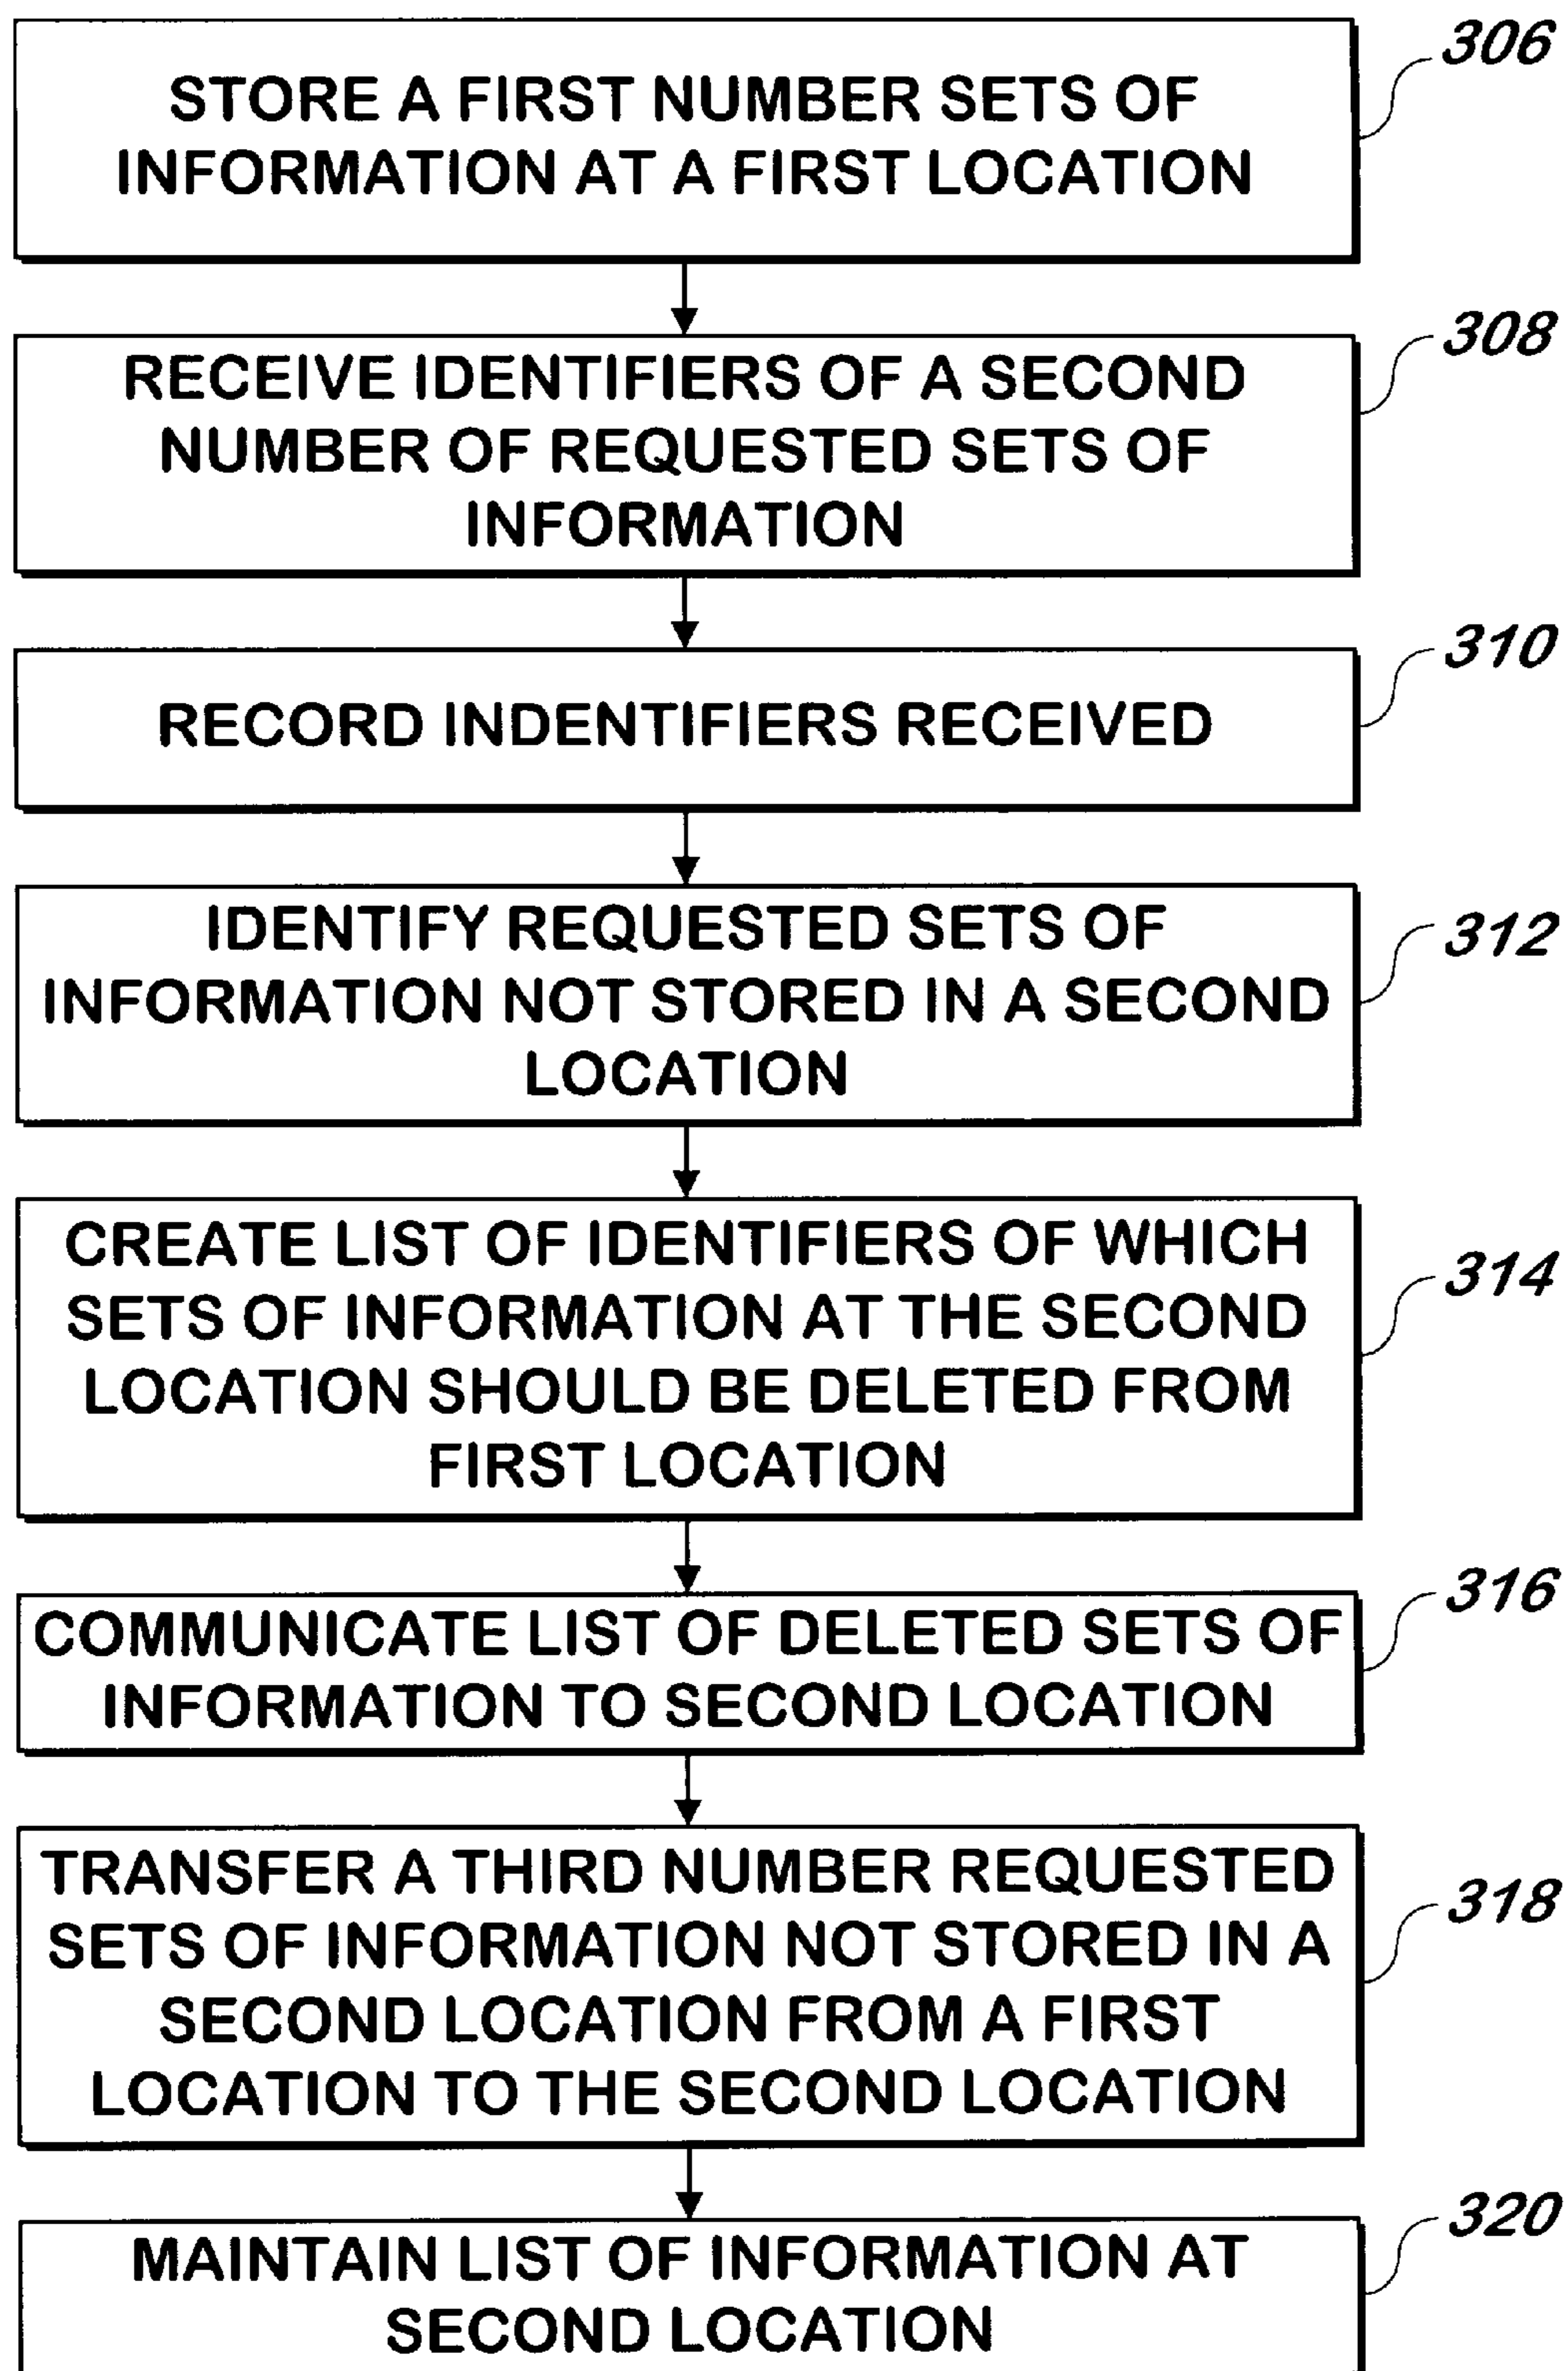 306
STORE A FIRST NUMBER SETS OF
INFORMATION AT A FIRST LOCATION
308
RECEIVE IDENTIFIERS OF A SECOND
NUMBER OF REQUESTED SETS OF
INFORMATION
310
RECORD INDENTIFIERS RECEIVED
312
IDENTIFY REQUESTED SETS OF
INFORMATION NOT STORED IN A SECOND
LOCATION
314
CREATE LIST OF IDENTIFIERS OF WHICH
SETS OF INFORMATION AT THE SECOND
LOCATION SHOULD BE DELETED FROM
FIRST LOCATION
316
COMMUNICATE LIST OF DELETED SETS OF
INFORMATION TO SECOND LOCATION
318
TRANSFER A THIRD NUMBER REQUESTED
SETS OF INFORMATION NOT STORED IN A
SECOND LOCATION FROM A FIRST
LOCATION TO THE SECOND LOCATION
320
MAINTAIN LIST OF INFORMATION AT
SECOND LOCATION